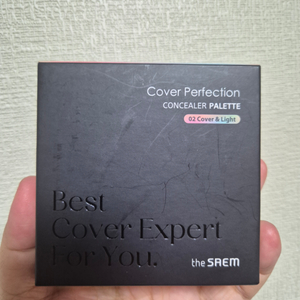 Cover Perfection
CONCEALER PALETTE
02 Cover & Light
Best
Cover Expert
For You.
the SAEM